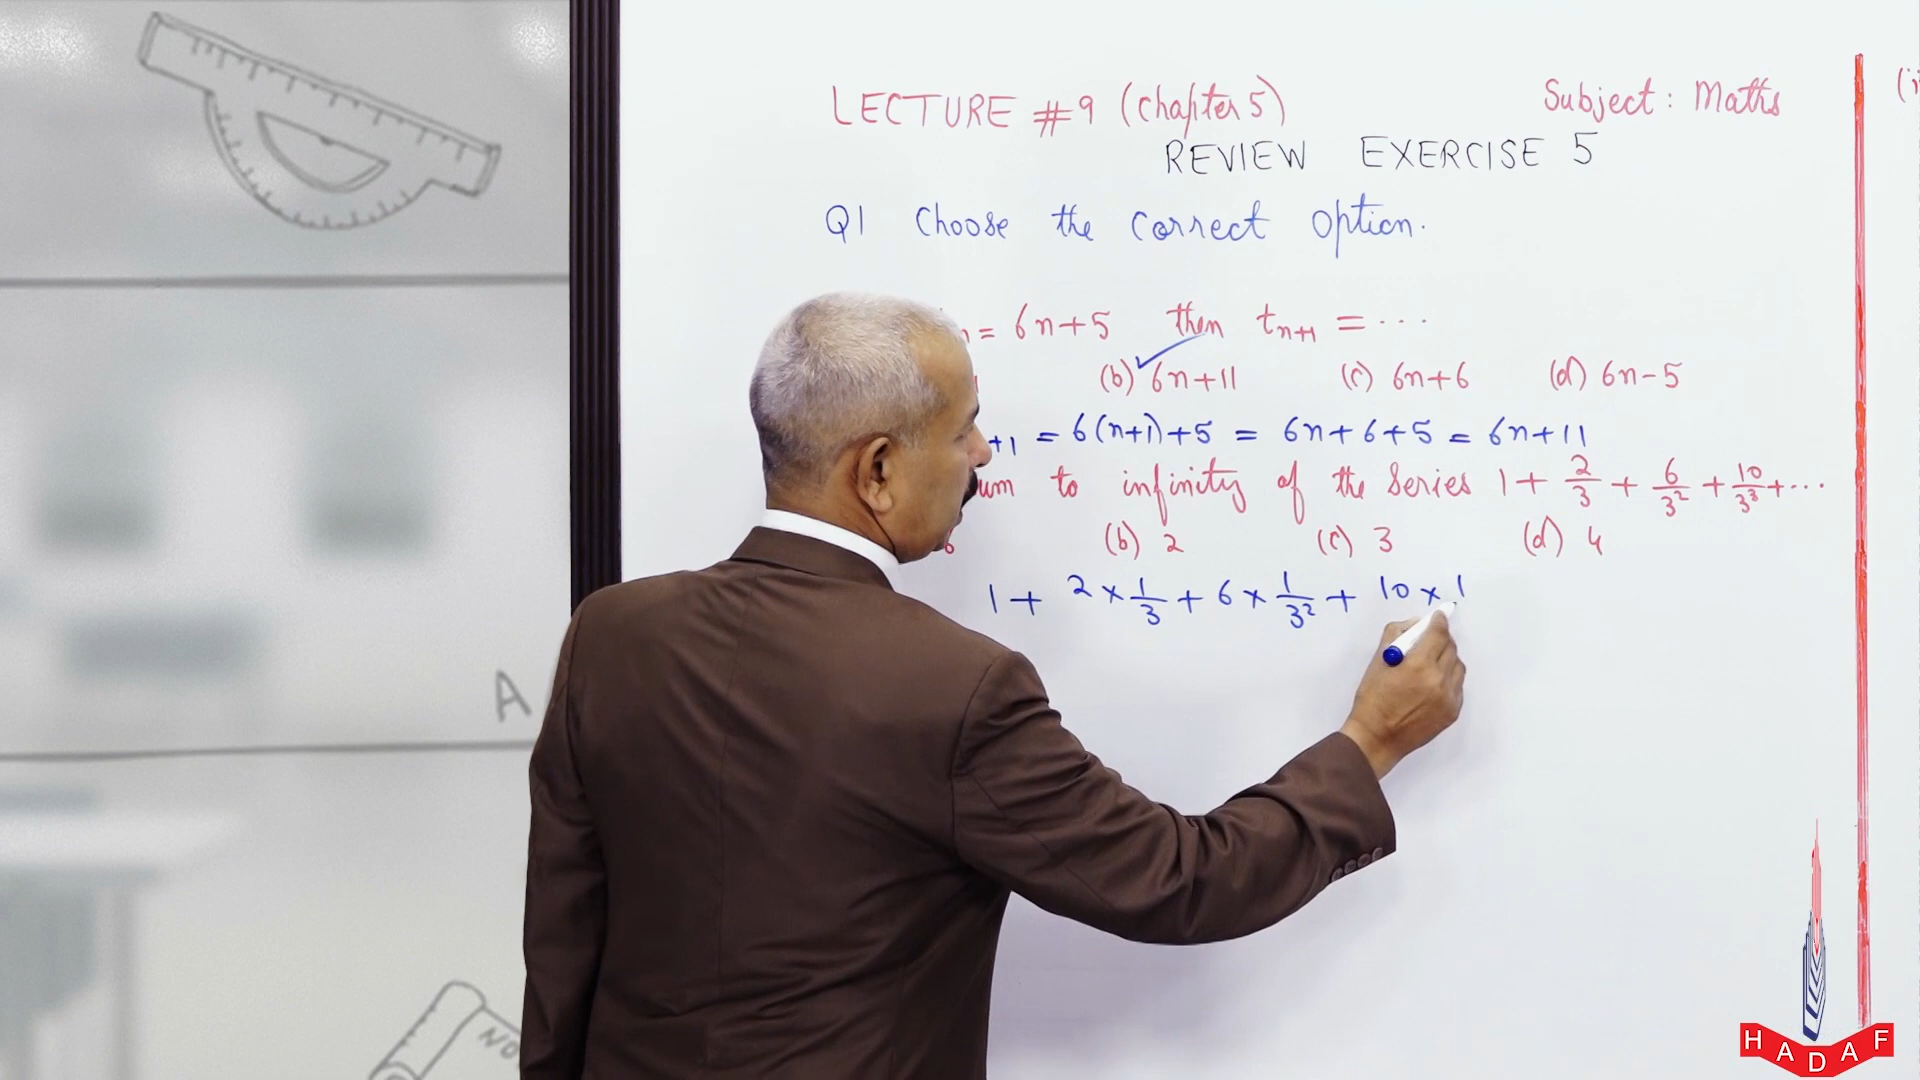 LECTURE #9 (Chapter 5) Subject: Maths
REVIEW EXERCISE 5
Q1 Choose the correct option.
= 6n+5 then tₙ₊₁ = ...
(b) 6n+11 (c) 6n+6 (d) 6n-5
+1 = 6(n+1)+5 = 6n+6+5 = 6n+11
um to infinity of the series 1 + 2/3 + 6/3² + 10/3³ + ...
(b) 2 (c) 3 (d) 4
1 + 2 × 1/3 + 6 × 1/3² + 10 × 1
A
NO
HADAF